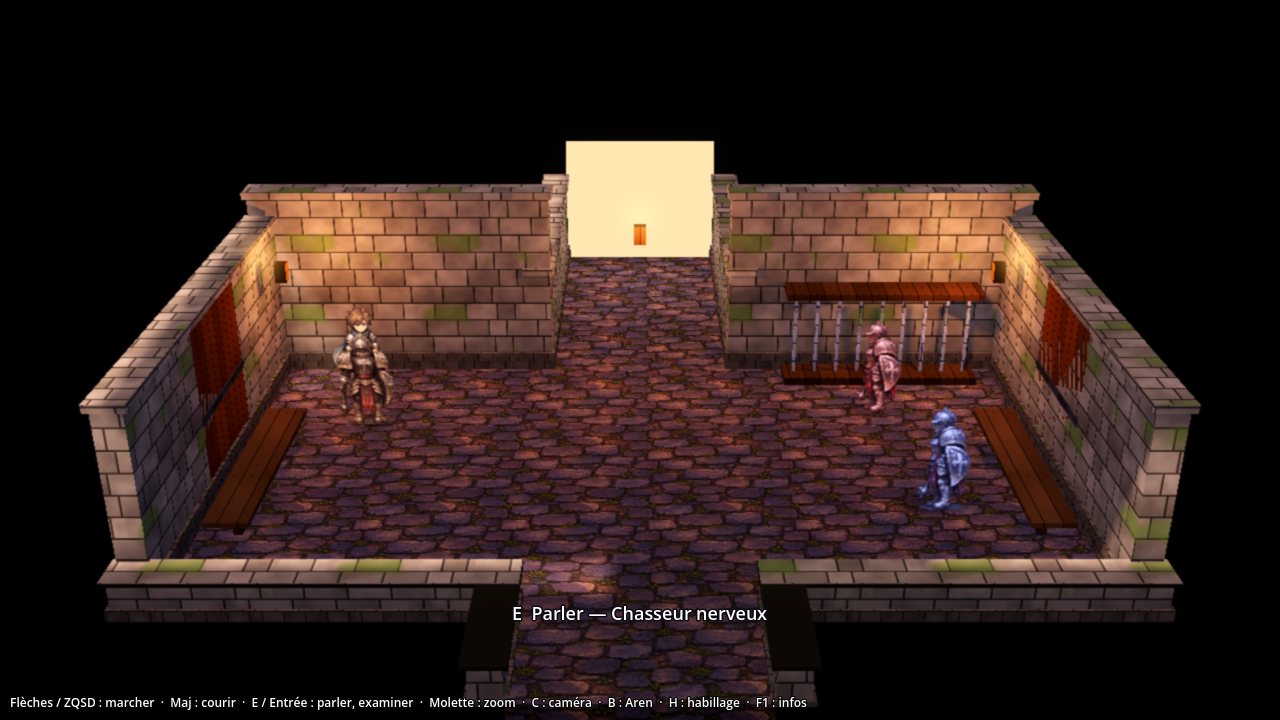 E Parler — Chasseur nerveux
Flèches / ZQSD : marcher · Maj : courir · E / Entrée : parler, examiner · Molette : zoom · C : caméra · B : Aren · H : habillage · F1 : infos